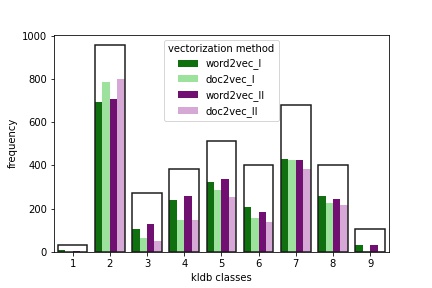 1000
800
600
400
200
0
frequency
vectorization method
word2vec_I
doc2vec_I
word2vec_II
doc2vec_II
1 2 3 4 5 6 7 8 9
kldb classes